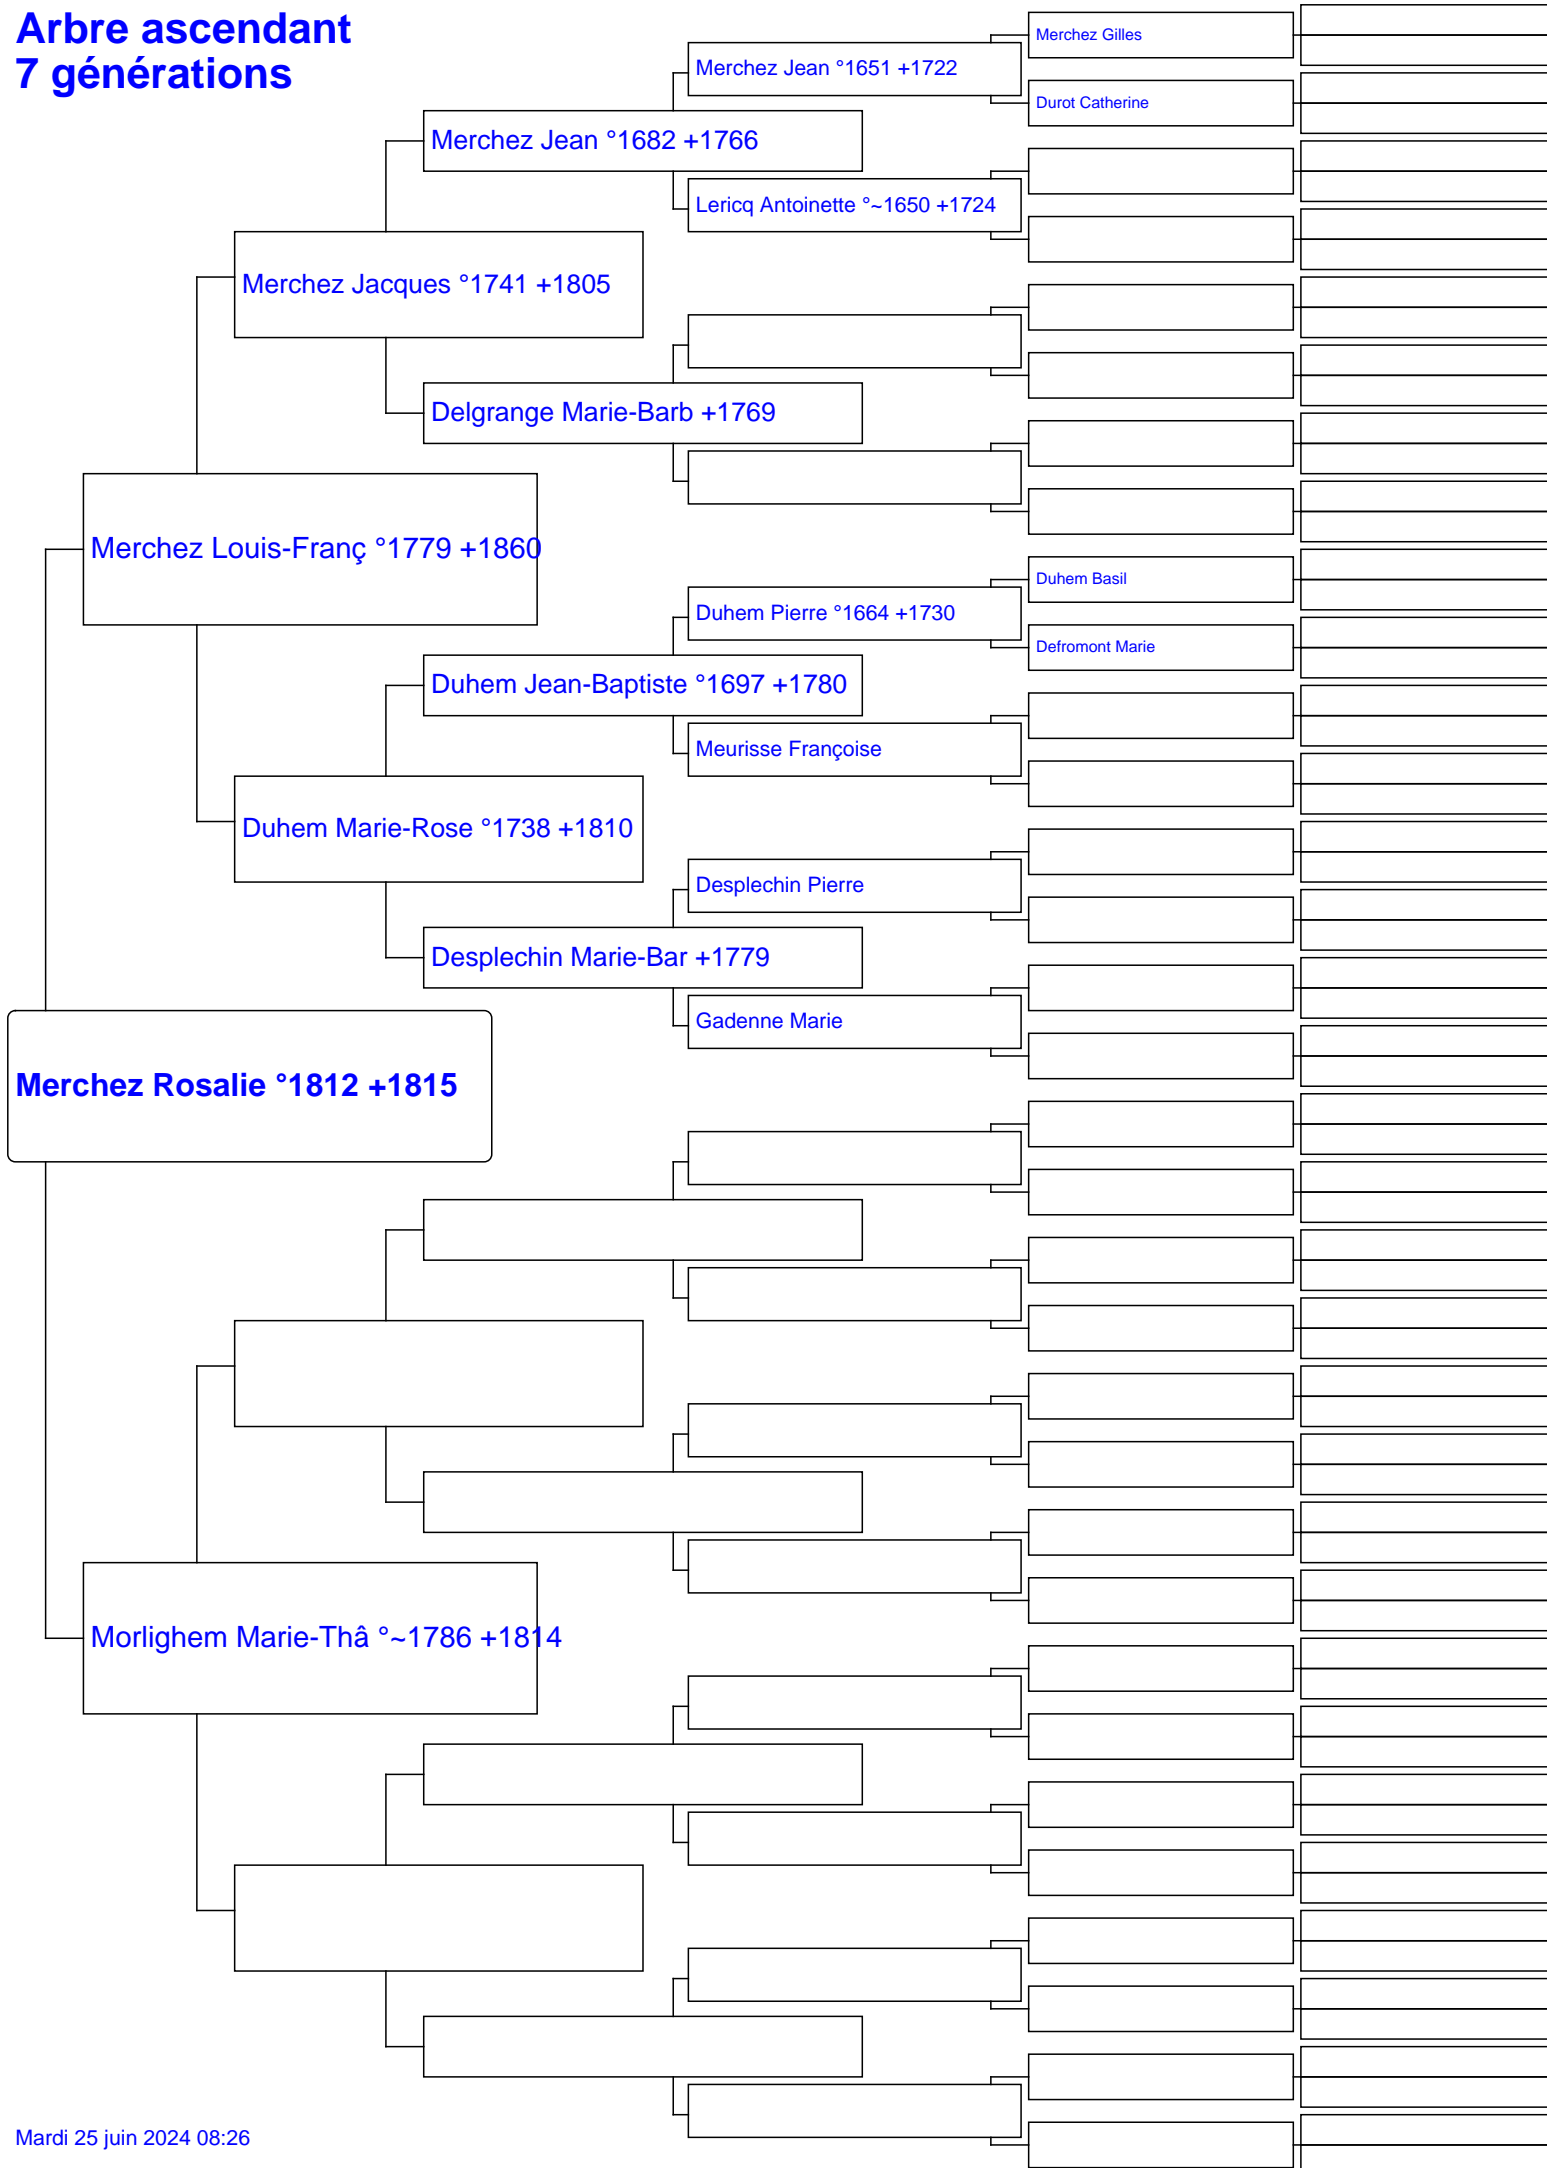 Arbre ascendant
7 générations
Merchez Gilles
Merchez Jean °1651 +1722
Durot Catherine
Merchez Jean °1682 +1766
Lericq Antoinette °~1650 +1724
Merchez Jacques °1741 +1805
Delgrange Marie-Barb +1769
Merchez Louis-Franç °1779 +1860
Duhem Basil
Duhem Pierre °1664 +1730
Defromont Marie
Duhem Jean-Baptiste °1697 +1780
Meurisse Françoise
Duhem Marie-Rose °1738 +1810
Desplechin Pierre
Desplechin Marie-Bar +1779
Gadenne Marie
Merchez Rosalie °1812 +1815
Morlighem Marie-Thâ °~1786 +1814
Mardi 25 juin 2024 08:26